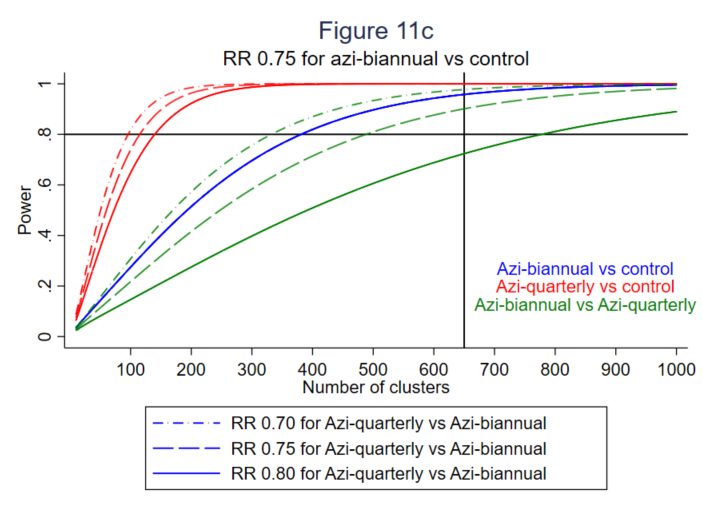 Figure 11c
RR 0.75 for azi-biannual vs control
1
.8
.6
.4
.2
0
Power
Azi-biannual vs control
Azi-quarterly vs control
Azi-biannual vs Azi-quarterly
100 200 300 400 500 600 700 800 900 1000
Number of clusters
RR 0.70 for Azi-quarterly vs Azi-biannual
RR 0.75 for Azi-quarterly vs Azi-biannual
RR 0.80 for Azi-quarterly vs Azi-biannual